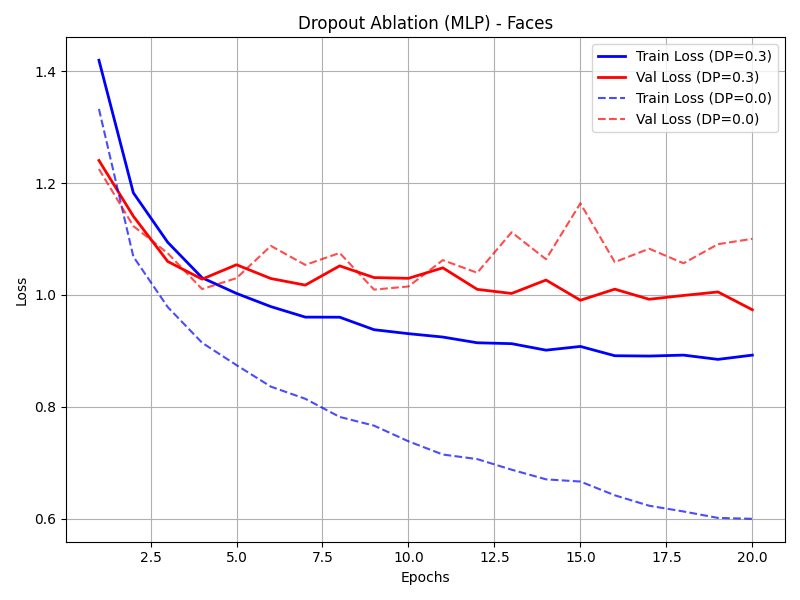 Dropout Ablation (MLP) - Faces
Train Loss (DP=0.3)
Val Loss (DP=0.3)
Train Loss (DP=0.0)
Val Loss (DP=0.0)
Loss
1.4
1.2
1.0
0.8
0.6
2.5 5.0 7.5 10.0 12.5 15.0 17.5 20.0
Epochs